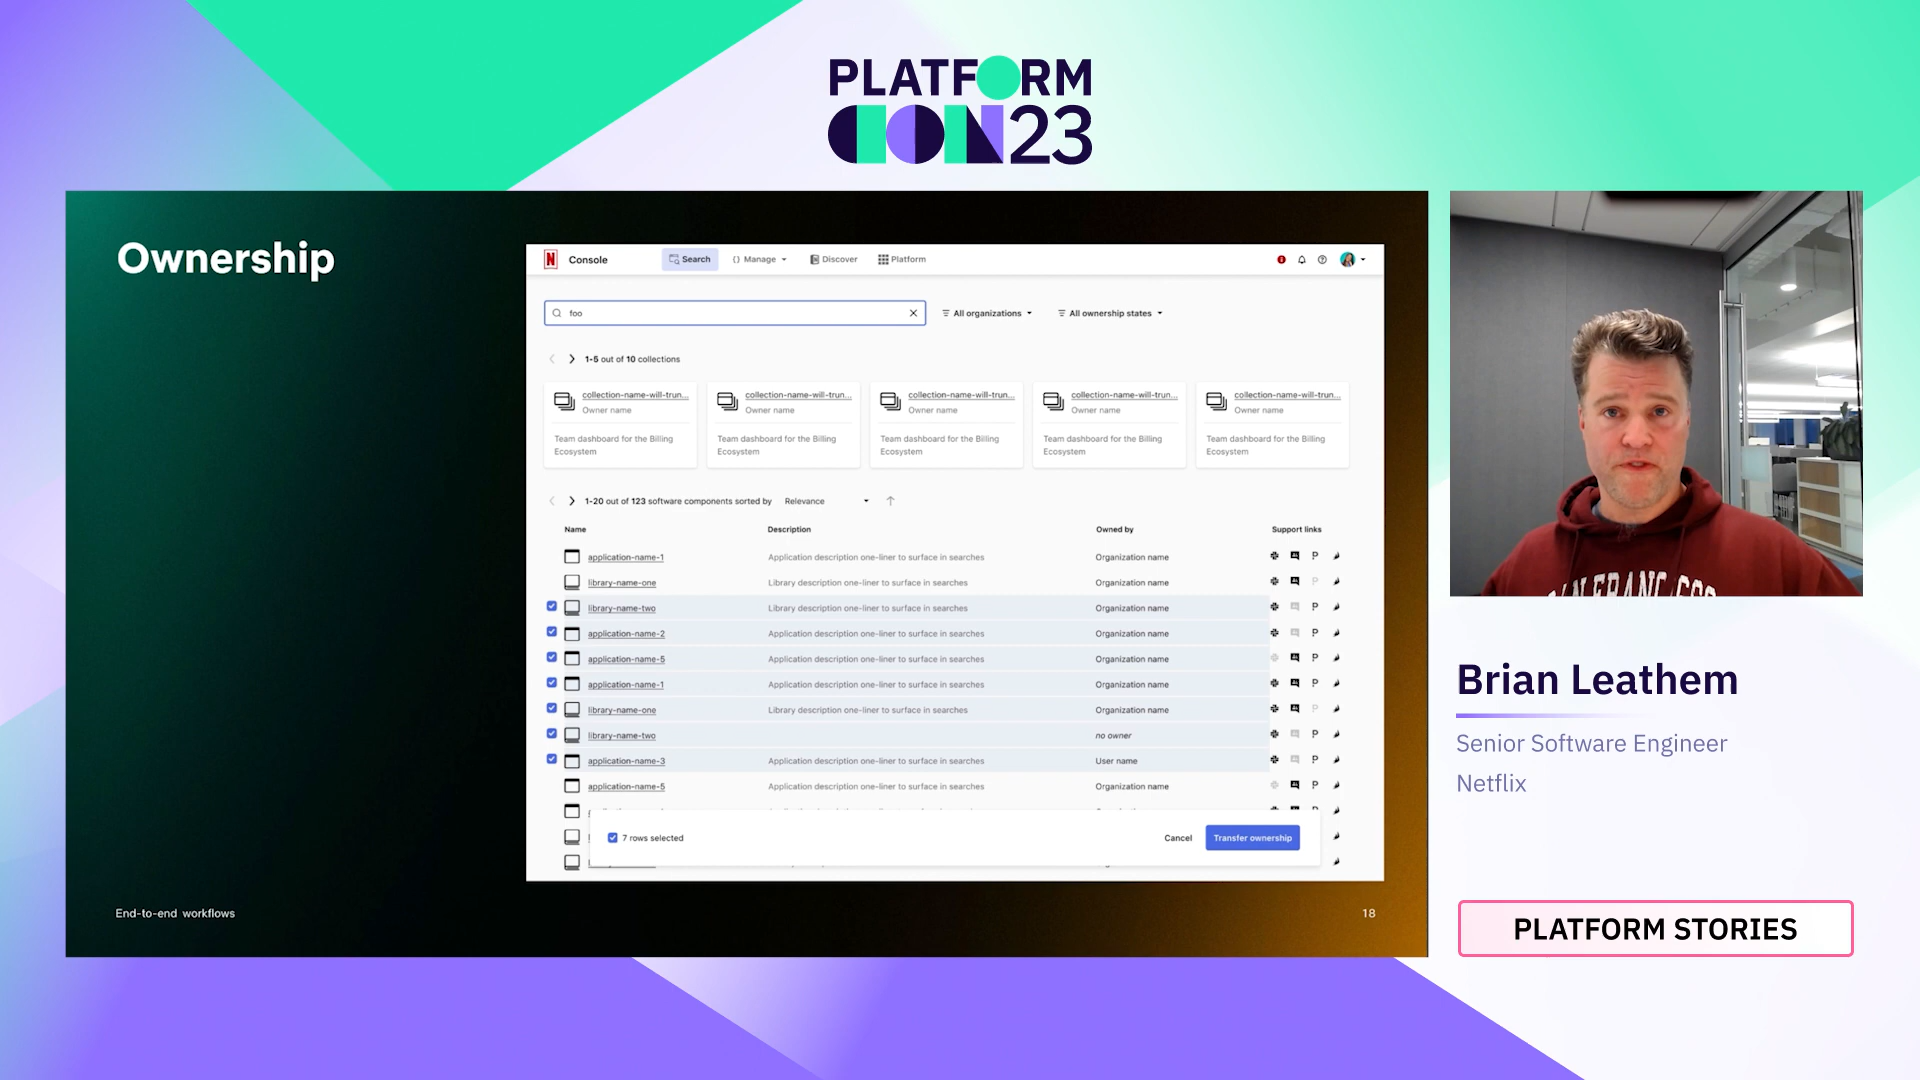 PLATFORM
CON23
Ownership
Console
Search
Manage
Discover
Platform
foo
All organizations
All ownership states
1-5 out of 10 collections
collection-name-will-trun...
Owner name
Team dashboard for the Billing
Ecosystem
collection-name-will-trun...
Owner name
Team dashboard for the Billing
Ecosystem
collection-name-will-trun...
Owner name
Team dashboard for the Billing
Ecosystem
collection-name-will-trun...
Owner name
Team dashboard for the Billing
Ecosystem
collection-name-will-trun...
Owner name
Team dashboard for the Billing
Ecosystem
1-20 out of 123 software components sorted by Relevance
Name Description Owned by Support links
application-name-1 Application description one-liner to surface in searches Organization name
library-name-one Library description one-liner to surface in searches Organization name
library-name-two Library description one-liner to surface in searches Organization name
application-name-2 Application description one-liner to surface in searches Organization name
application-name-5 Application description one-liner to surface in searches Organization name
application-name-1 Application description one-liner to surface in searches Organization name
library-name-one Library description one-liner to surface in searches Organization name
library-name-two no owner
application-name-3 Application description one-liner to surface in searches User name
application-name-5 Application description one-liner to surface in searches Organization name
7 rows selected Cancel Transfer ownership
End-to-end workflows
18
Brian Leathem
Senior Software Engineer
Netflix
PLATFORM STORIES